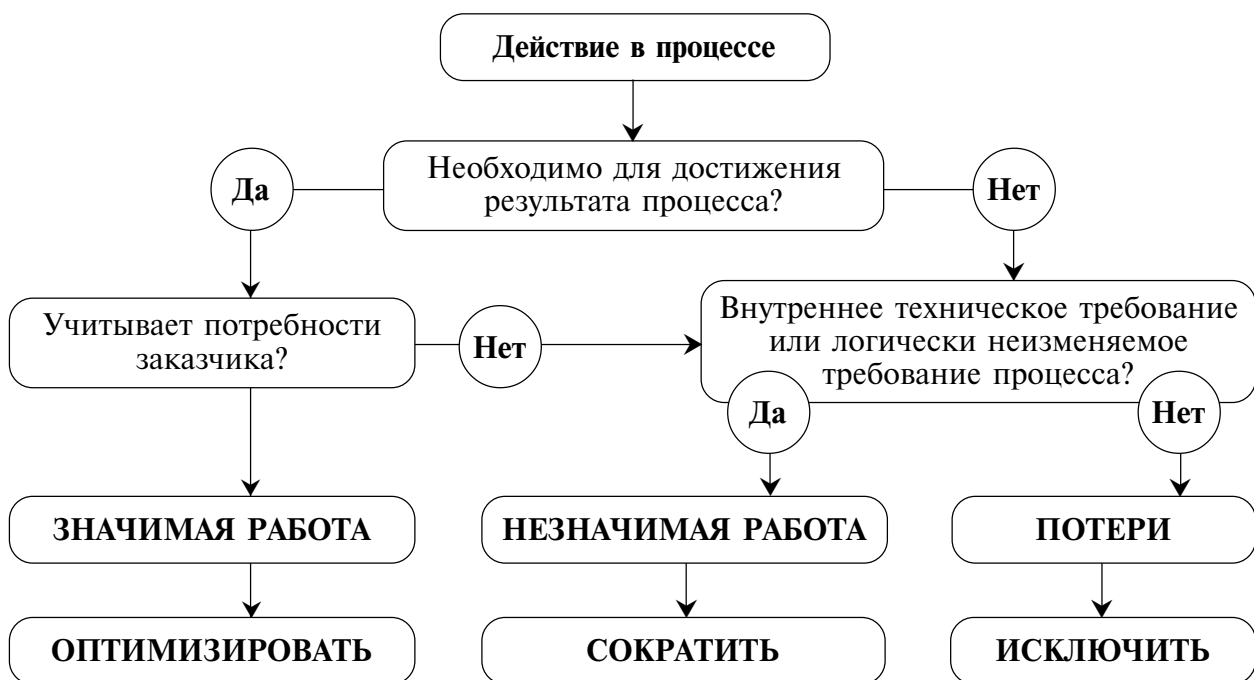 Действие в процессе
Необходимо для достижения
результата процесса?
Да
Нет
Учитывает потребности
заказчика?
Нет
Внутреннее техническое требование
или логически неизменяемое
требование процесса?
Да
Нет
ЗНАЧИМАЯ РАБОТА
НЕЗНАЧИМАЯ РАБОТА
ПОТЕРИ
ОПТИМИЗИРОВАТЬ
СОКРАТИТЬ
ИСКЛЮЧИТЬ